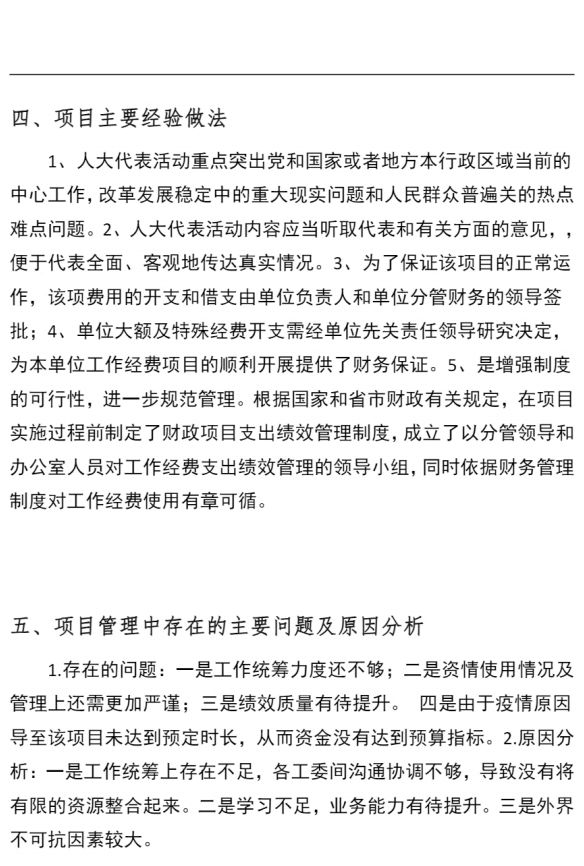 四、项目主要经验做法
1、人大代表活动重点突出党和国家或者地方本行政区域当前的
中心工作，改革发展稳定中的重大现实问题和人民群众普遍关的热点
难点问题。2、人大代表活动内容应当听取代表和有关方面的意见，，
便于代表全面、客观地传达真实情况。3、为了保证该项目的正常运
作，该项费用的开支和借支由单位负责人和单位分管财务的领导签
批；4、单位大额及特殊经费开支需经单位先关责任领导研究决定，
为本单位工作经费项目的顺利开展提供了财务保证。5、是增强制度
的可行性，进一步规范管理。根据国家和省市财政有关规定，在项目
实施过程前制定了财政项目支出绩效管理制度，成立了以分管领导和
办公室人员对工作经费支出绩效管理的领导小组，同时依据财务管理
制度对工作经费使用有章可循。
五、项目管理中存在的主要问题及原因分析
1.存在的问题：一是工作统筹力度还不够；二是资情使用情况及
管理上还需更加严谨；三是绩效质量有待提升。 四是由于疫情原因
导至该项目未达到预定时长，从而资金没有达到预算指标。2.原因分
析：一是工作统筹上存在不足，各工委间沟通协调不够，导致没有将
有限的资源整合起来。二是学习不足，业务能力有待提升。三是外界
不可抗因素较大。